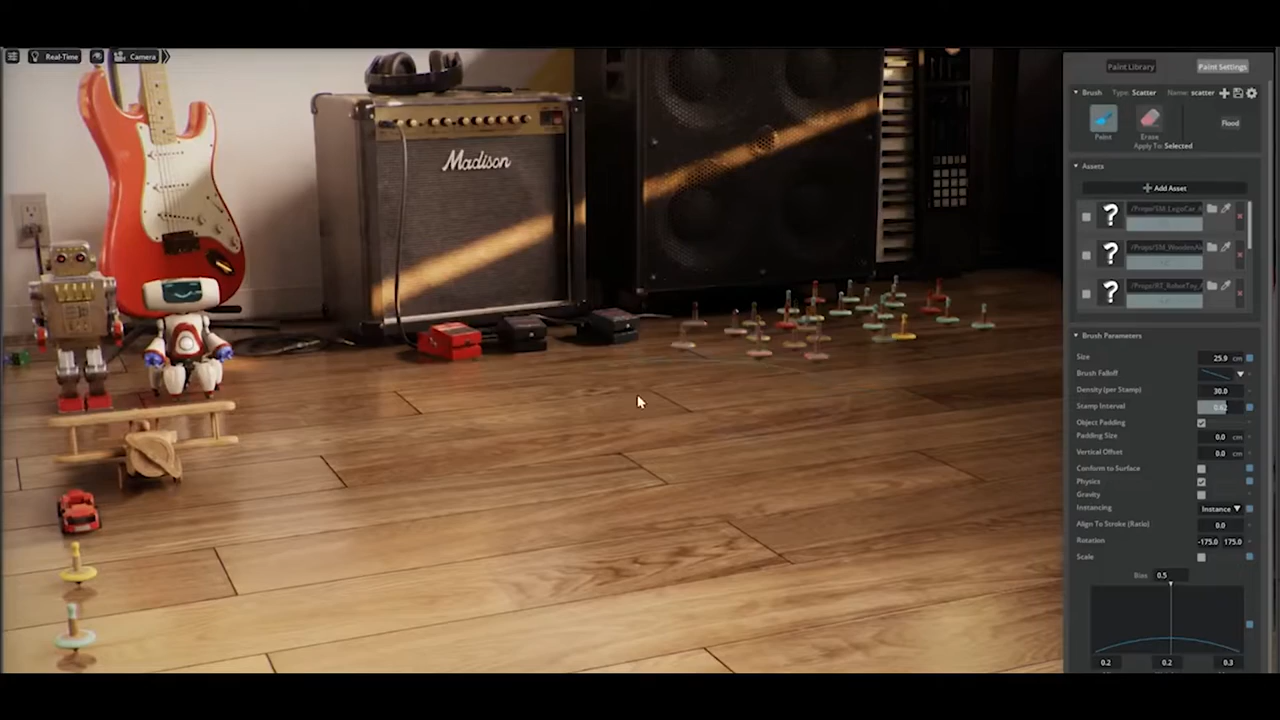 Real-Time Camera
Paint Library Paint Settings
Brush Type: Scatter Name: scatter
Paint Erase Flood
Apply To: Selected
Assets
Add Asset
?
?
?
Madison
Brush Parameters
Size 25.9 cm
Brush Falloff
Density (per Stamp) 30.0
Stamp Interval
Object Padding
Padding Size 0.0 cm
Vertical Offset 0.0 cm
Conform to Surface
Physics
Gravity
Instancing Instance
Align To Stroke (Ratio) 0.0
Rotation -175.0 175.0
Scale
Bias 0.5
0.2 0.2 0.3